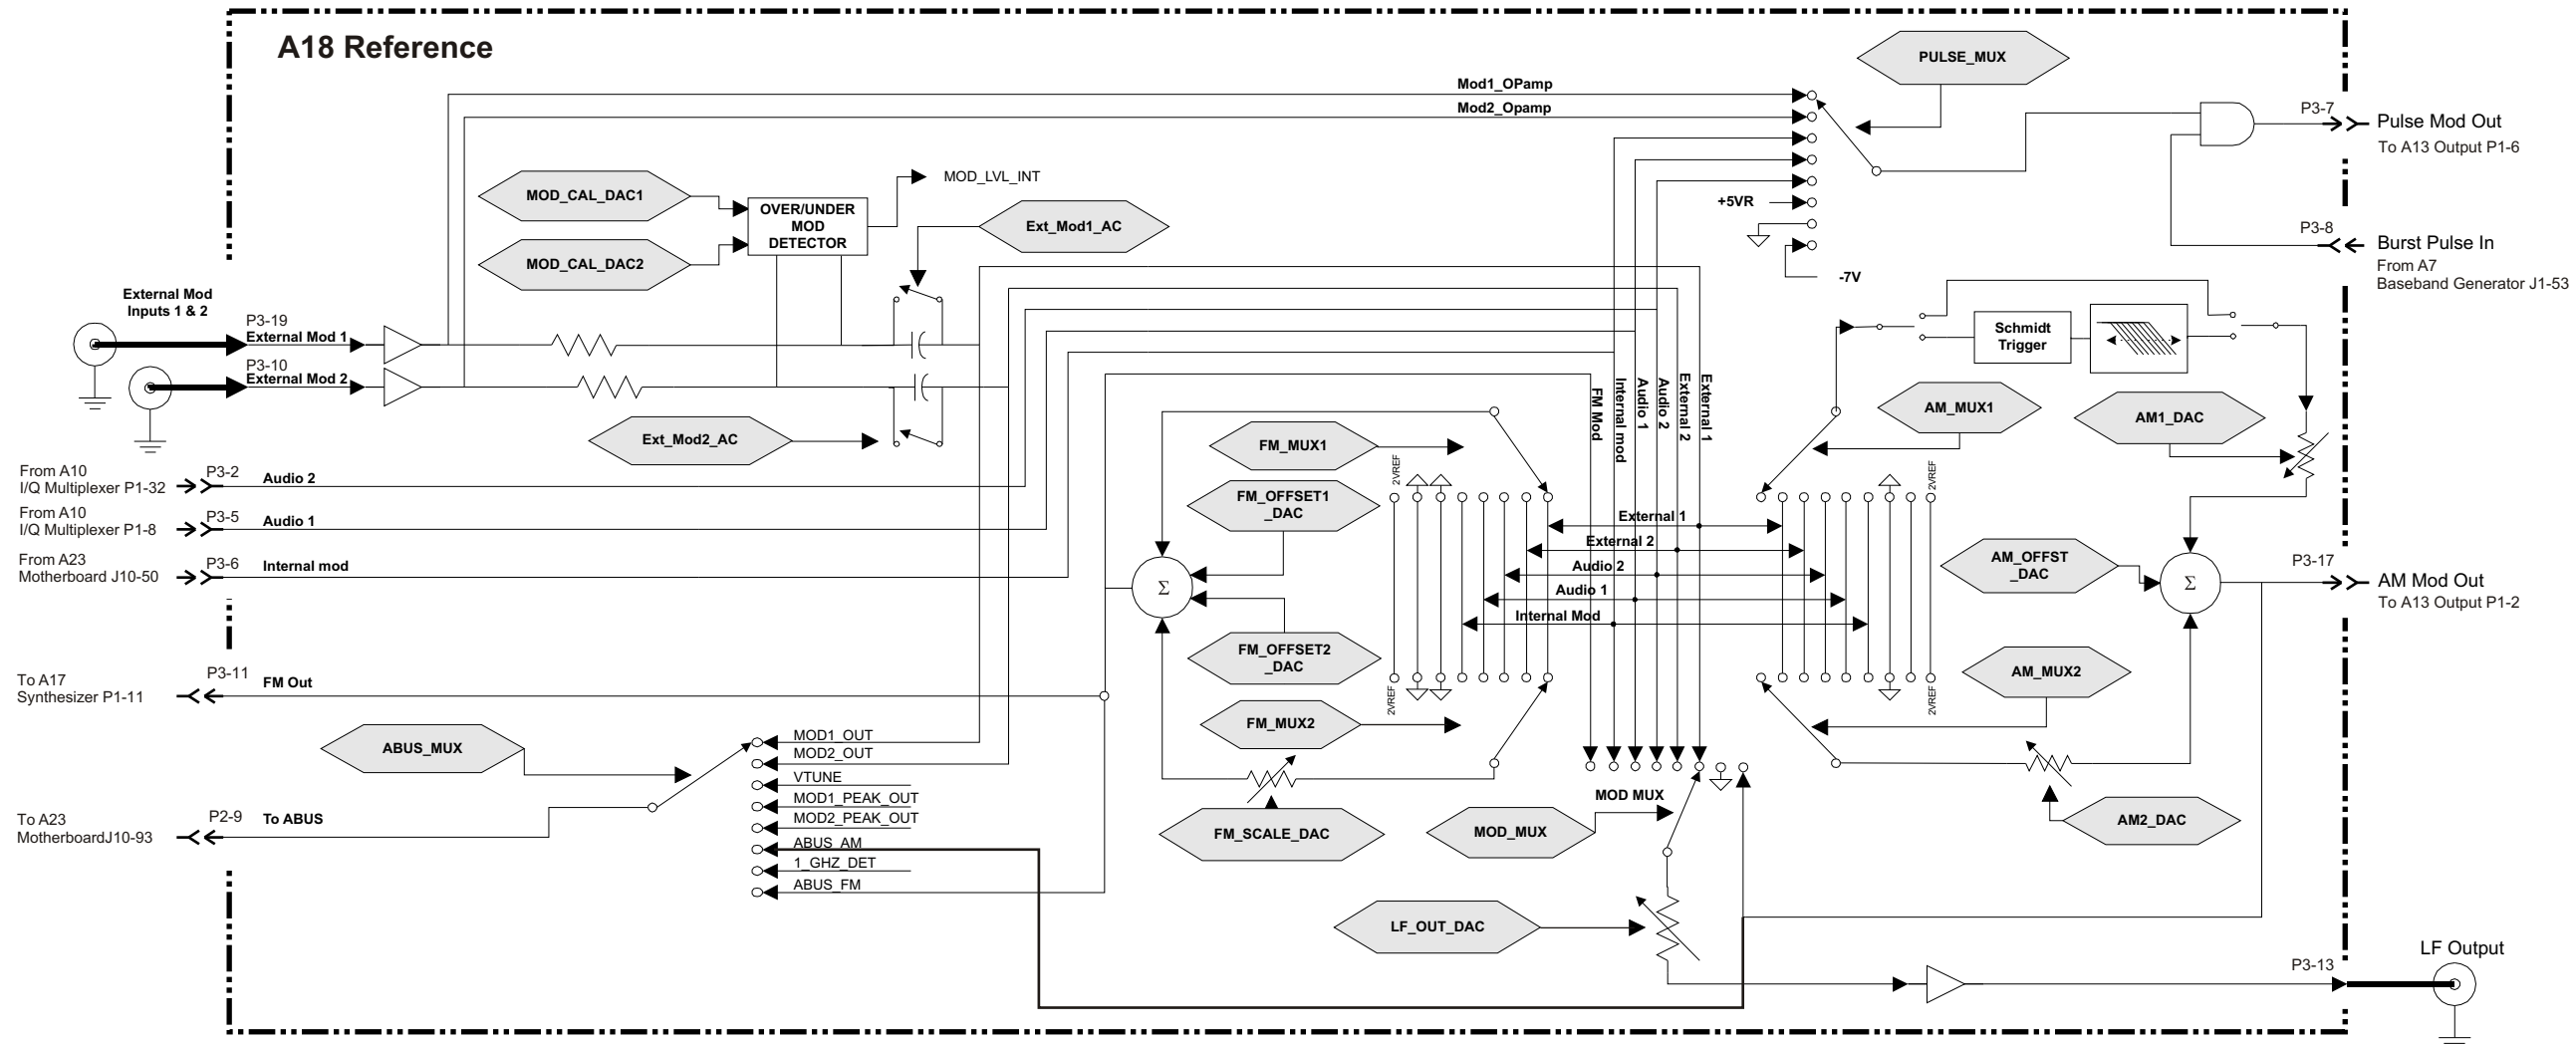 A18 Reference
PULSE_MUX
Mod1_OPamp
Mod2_Opamp
P3-7
Pulse Mod Out
To A13 Output P1-6
MOD_LVL_INT
MOD_CAL_DAC1
OVER/UNDER
MOD
DETECTOR
MOD_CAL_DAC2
Ext_Mod1_AC
+5VR
-7V
P3-8
Burst Pulse In
From A7
Baseband Generator J1-53
External Mod
Inputs 1 & 2
P3-19
External Mod 1
P3-10
External Mod 2
Schmidt
Trigger
Ext_Mod2_AC
FM Mod
Internal mod
Audio 1
Audio 2
External 2
External 1
AM_MUX1
AM1_DAC
FM_MUX1
2VREF
2VREF
From A10
I/Q Multiplexer P1-32
P3-2
Audio 2
From A10
I/Q Multiplexer P1-8
P3-5
Audio 1
From A23
Motherboard J10-50
P3-6
Internal mod
FM_OFFSET1
_DAC
External 1
External 2
Audio 2
Audio 1
Internal Mod
Σ
FM_OFFSET2
_DAC
AM_OFFST
_DAC
Σ
P3-17
AM Mod Out
To A13 Output P1-2
To A17
Synthesizer P1-11
P3-11
FM Out
FM_MUX2
2VREF
2VREF
AM_MUX2
ABUS_MUX
MOD1_OUT
MOD2_OUT
VTUNE
MOD1_PEAK_OUT
MOD2_PEAK_OUT
ABUS_AM
1_GHZ_DET
ABUS_FM
To A23
MotherboardJ10-93
P2-9
To ABUS
FM_SCALE_DAC
MOD MUX
MOD_MUX
AM2_DAC
LF_OUT_DAC
P3-13
LF Output